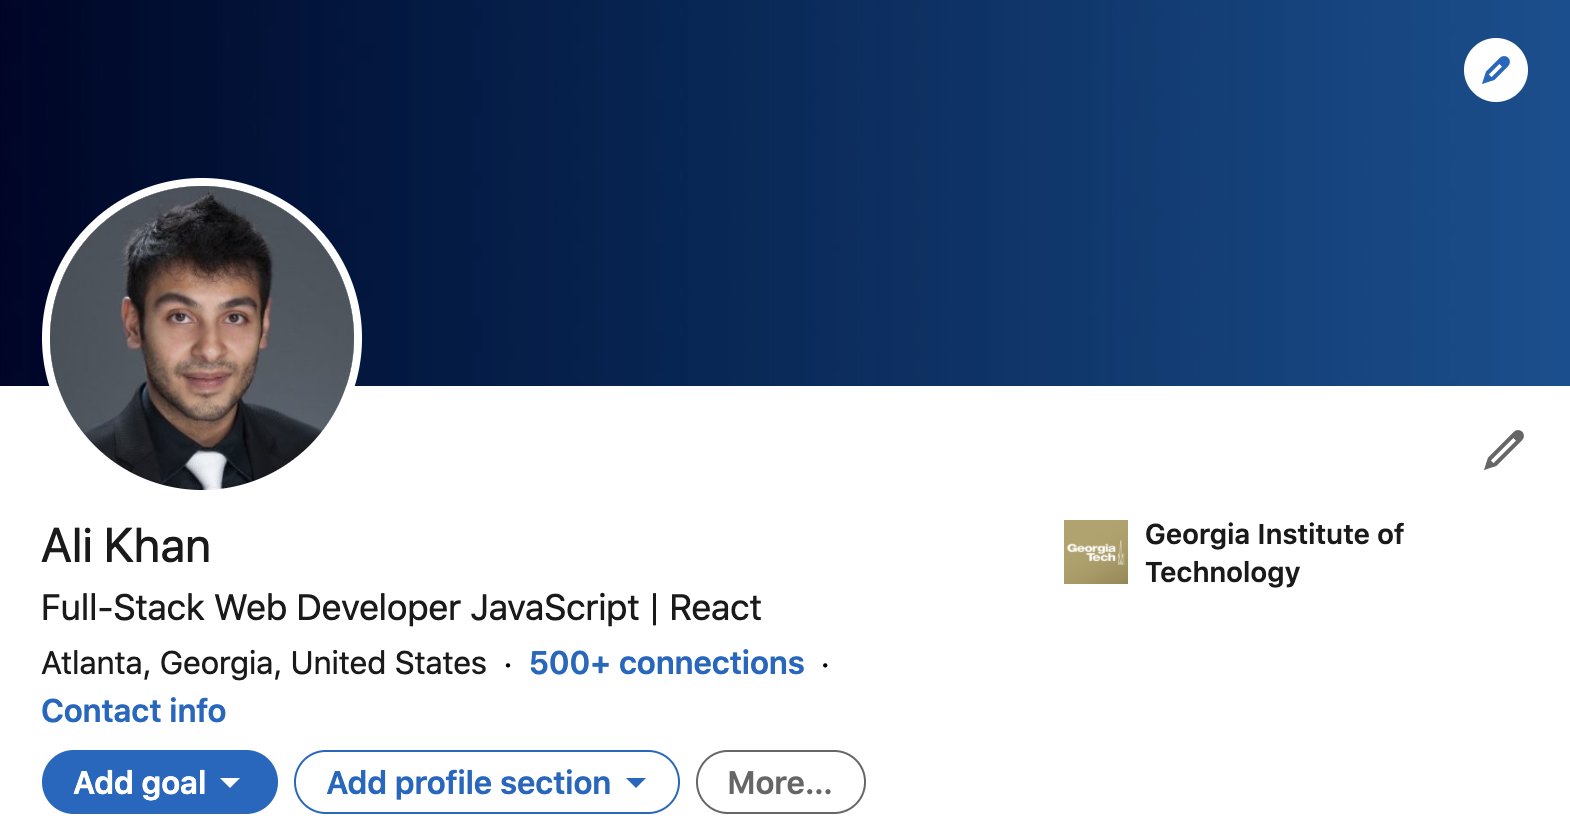 Ali Khan
Full-Stack Web Developer JavaScript | React
Atlanta, Georgia, United States · 500+ connections ·
Contact info
Add goal
Add profile section
More...
Georgia
Tech
Georgia Institute of
Technology